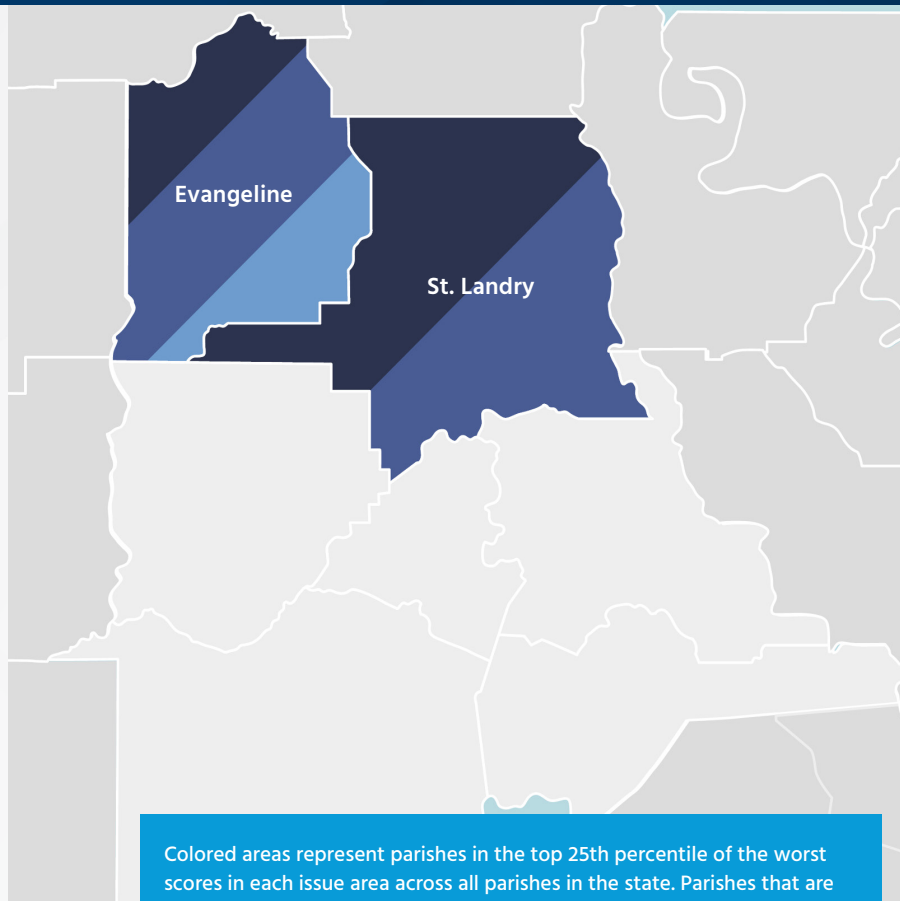 Evangeline
St. Landry
Colored areas represent parishes in the top 25th percentile of the worst
scores in each issue area across all parishes in the state. Parishes that are